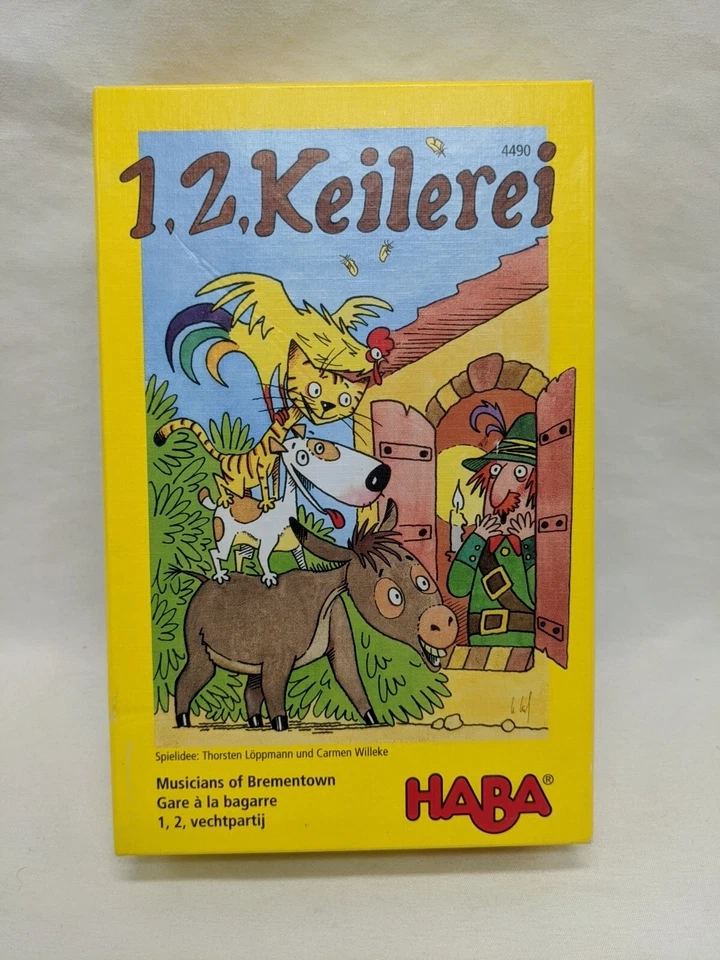 4490
1, 2, Keilerei
Spielidee: Thorsten Löppmann und Carmen Willeke
Musicians of Brementown
Gare à la bagarre
1, 2, vechtpartij
HABA®